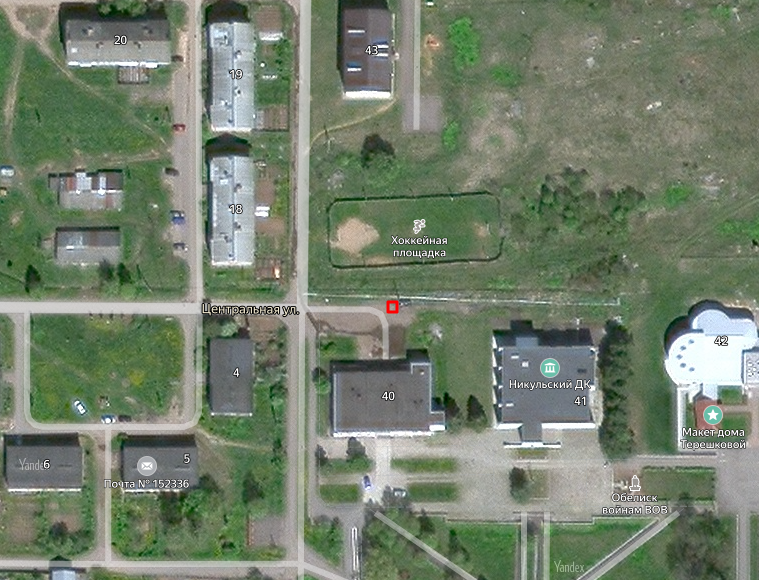 20
43
19
18
Хоккейная
площадка
Центральная ул.
42
4
Никульский ДК
40
41
Макет дома
Терешковой
6
5
Yandex
Почта № 152336
Обелиск
войнам ВОВ
Yandex